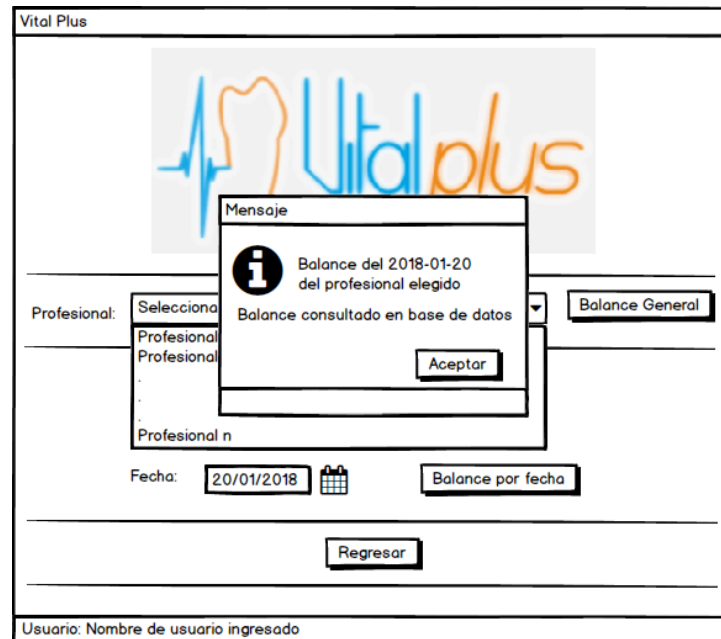 Vital Plus
Vital plus
Mensaje
Balance del 2018-01-20
del profesional elegido
Balance consultado en base de datos
Aceptar
Profesional:
Selecciona
Balance General
Profesional
Profesional
.
.
.
Profesional n
Fecha:
20/01/2018
Balance por fecha
Regresar
Usuario: Nombre de usuario ingresado